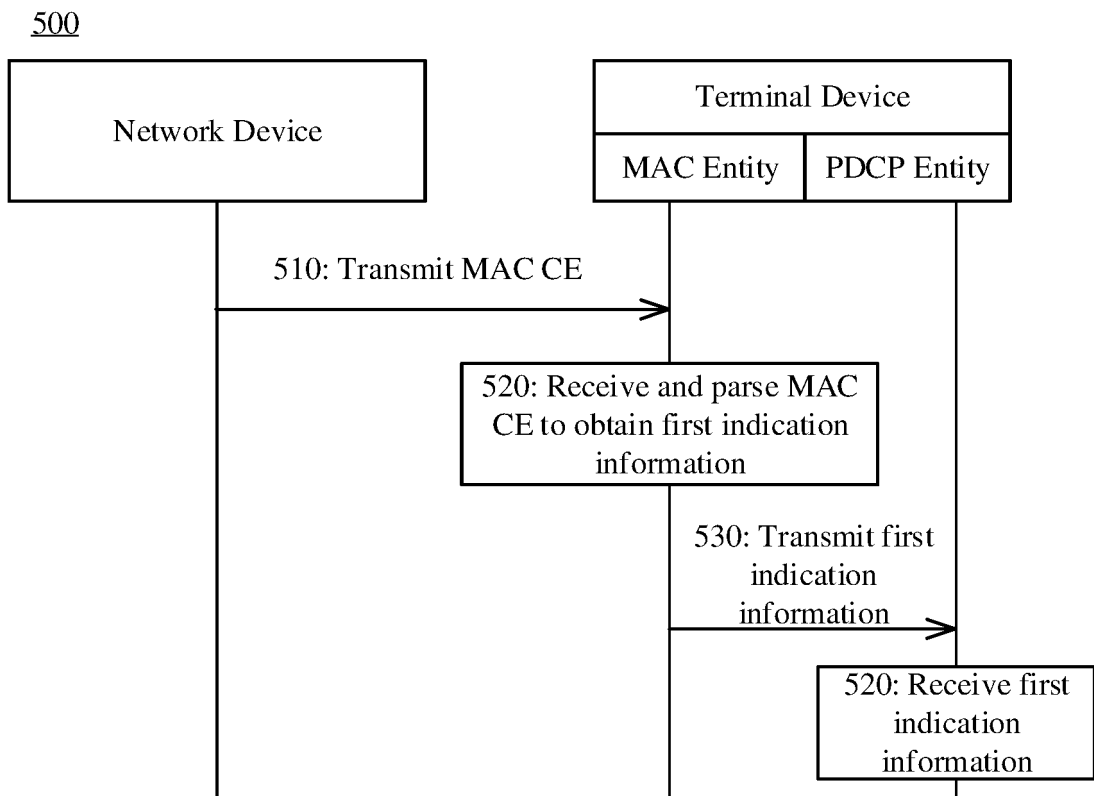 500
Network Device
Terminal Device
MAC Entity
PDCP Entity
510: Transmit MAC CE
520: Receive and parse MAC
CE to obtain first indication
information
530: Transmit first
indication
information
520: Receive first
indication
information